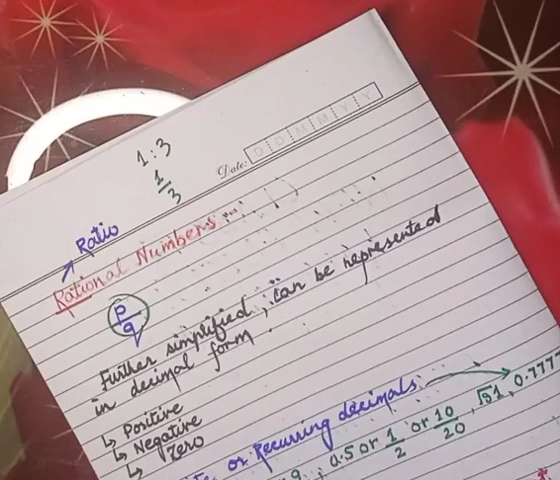 1:3
1/3
Date: D D M M Y Y
Ratio
Rational Numbers
p/q
Further simplified, can be represented
in decimal form.
↳ Positive
↳ Negative
↳ Zero
or Recurring decimals: → 0.777
0.5 or 1/2 or 10/20, √81,